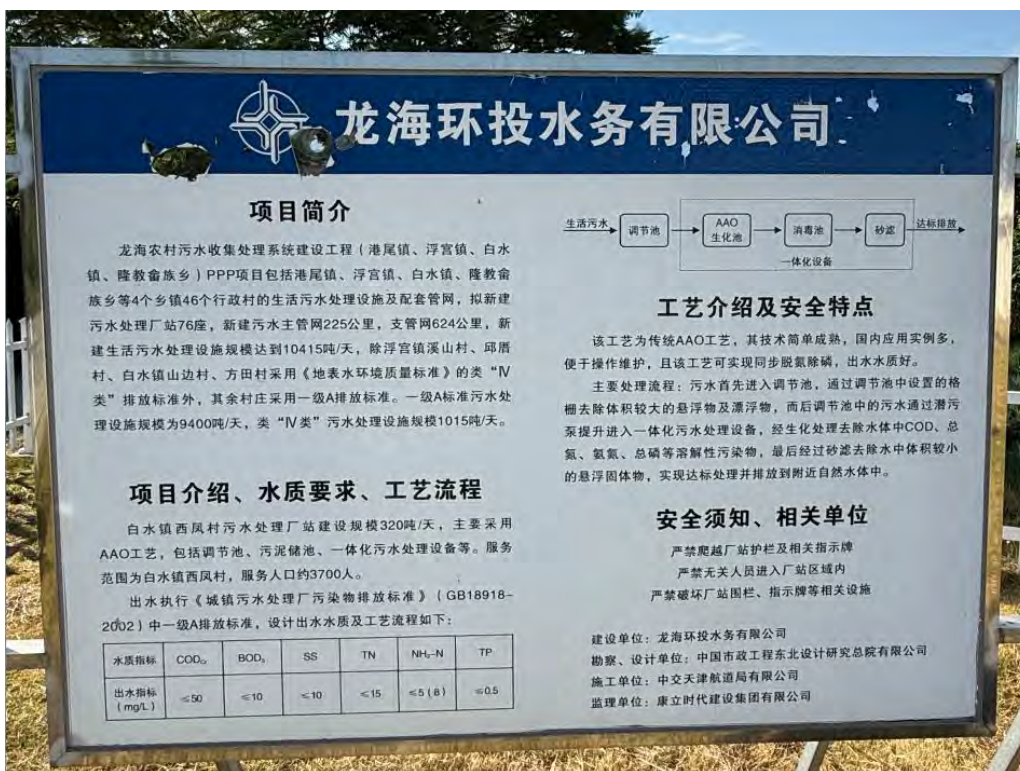 龙海环投水务有限公司
项目简介
龙海农村污水收集处理系统建设工程（港尾镇、浮宫镇、白水
镇、隆教畲族乡）PPP项目包括港尾镇、浮宫镇、白水镇、隆教畲
族乡等4个乡镇46个行政村的生活污水处理设施及配套管网，拟新建
污水处理厂站76座，新建污水主管网225公里，支管网624公里，新
建生活污水处理设施规模达到10415吨/天，除浮宫镇溪山村、邱厝
村、白水镇山边村、方田村采用《地表水环境质量标准》的类“Ⅳ
类”排放标准外，其余村庄采用一级A排放标准。一级A标准污水处
理设施规模为9400吨/天，类“Ⅳ类”污水处理设施规模1015吨/天。
项目介绍、水质要求、工艺流程
白水镇西凤村污水处理厂站建设规模320吨/天，主要采用
AAO工艺，包括调节池、污泥储池、一体化污水处理设备等。服务
范围为白水镇西凤村，服务人口约3700人。
出水执行《城镇污水处理厂污染物排放标准》（GB18918-
2002）中一级A排放标准，设计出水水质及工艺流程如下：
水质指标 CODCr BOD5 SS TN NH3-N TP
出水指标
（mg/L） ≤50 ≤10 ≤10 ≤15 ≤5（8） ≤0.5
生活污水 调节池 AAO
生化池 消毒池 砂滤 达标排放
一体化设备
工艺介绍及安全特点
该工艺为传统AAO工艺，其技术简单成熟，国内应用实例多，
便于操作维护，且该工艺可实现同步脱氮除磷，出水水质好。
主要处理流程：污水首先进入调节池，通过调节池中设置的格
栅去除体积较大的悬浮物及漂浮物，而后调节池中的污水通过潜污
泵提升进入一体化污水处理设备，经生化处理去除水体中COD、总
氮、氨氮、总磷等溶解性污染物，最后经过砂滤去除水中体积较小
的悬浮固体物，实现达标处理并排放到附近自然水体中。
安全须知、相关单位
严禁爬越厂站护栏及相关指示牌
严禁无关人员进入厂站区域内
严禁破坏厂站围栏、指示牌等相关设施
建设单位：龙海环投水务有限公司
勘察、设计单位：中国市政工程东北设计研究总院有限公司
施工单位：中交天津航道局有限公司
监理单位：康立时代建设集团有限公司